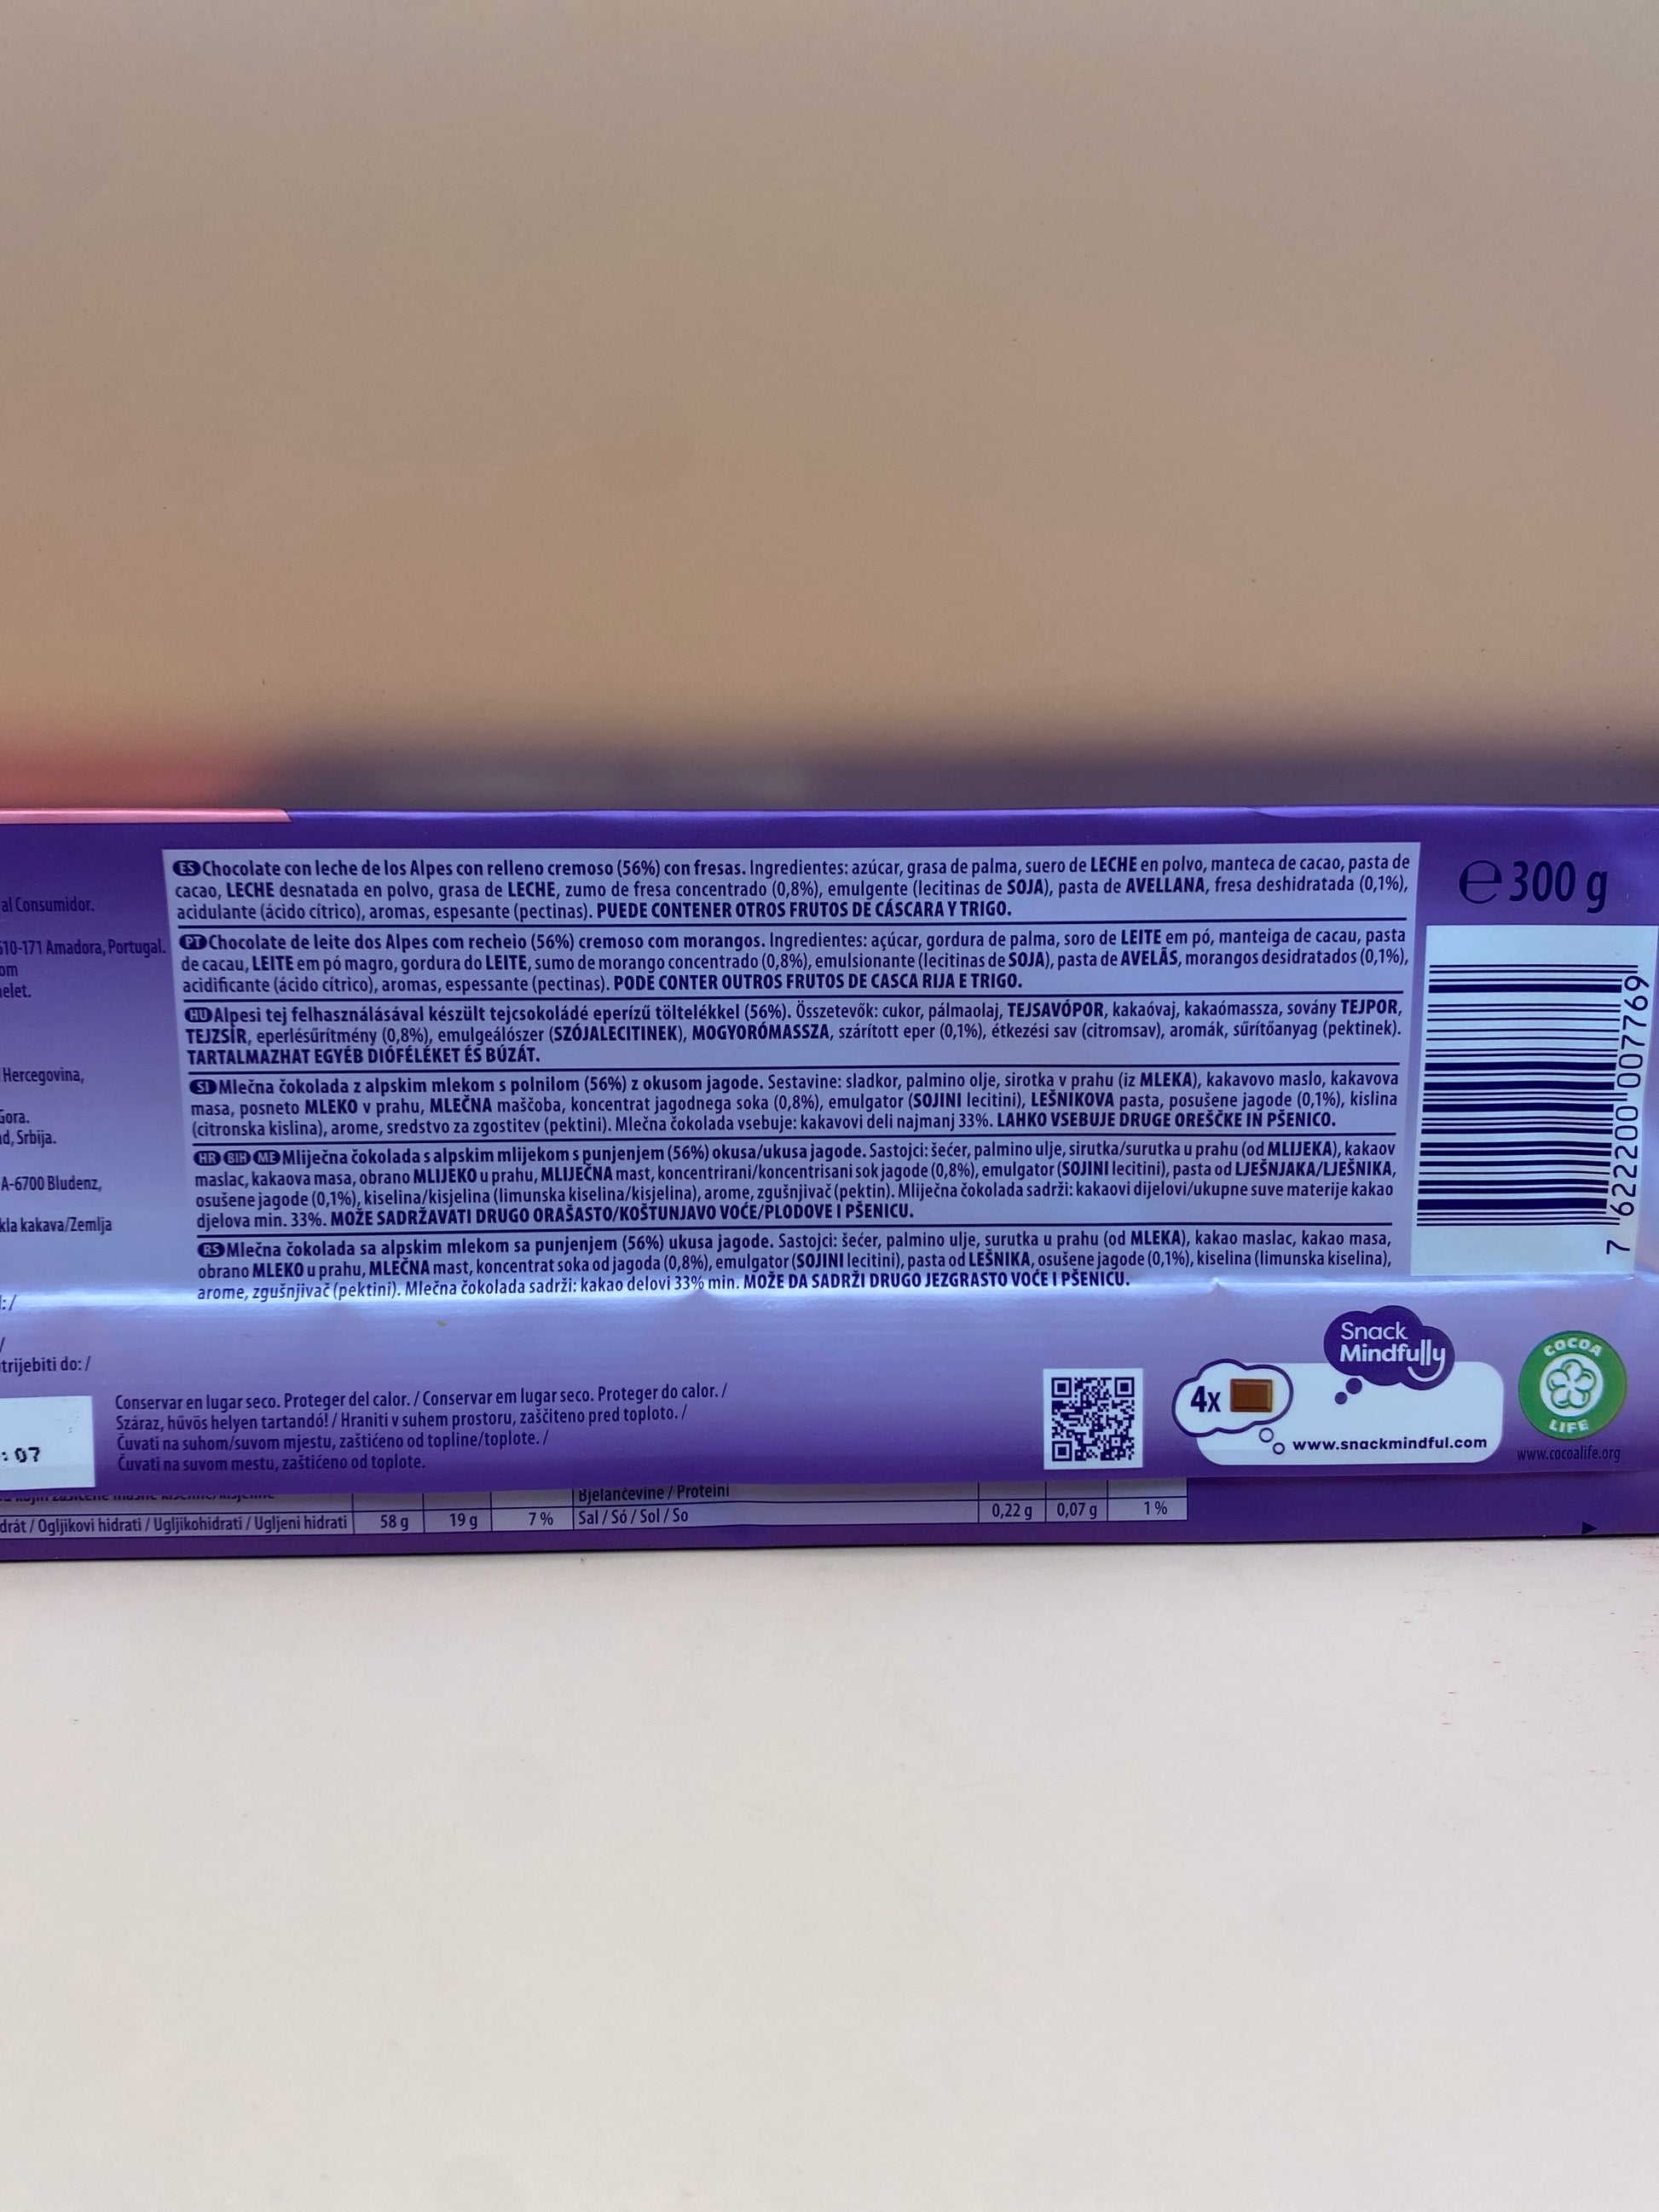 al Consumidor.
610-171 Amadora, Portugal.
Hercegovina,
Gora.
Srbija.
A-6700 Bludenz,
kakava/Zemlja
trijebiti do: /
: 07
ES Chocolate con leche de los Alpes con relleno cremoso (56%) con fresas. Ingredientes: azúcar, grasa de palma, suero de LECHE en polvo, manteca de cacao, pasta de
cacao, LECHE desnatada en polvo, grasa de LECHE, zumo de fresa concentrado (0,8%), emulgente (lecitinas de SOJA), pasta de AVELLANA, fresa deshidratada (0,1%),
acidulante (ácido cítrico), aromas, espesante (pectinas). PUEDE CONTENER OTROS FRUTOS DE CÁSCARA Y TRIGO.
PT Chocolate de leite dos Alpes com recheio (56%) cremoso com morangos. Ingredientes: açúcar, gordura de palma, soro de LEITE em pó, manteiga de cacau, pasta
de cacau, LEITE em pó magro, gordura do LEITE, sumo de morango concentrado (0,8%), emulsionante (lecitinas de SOJA), pasta de AVELÃS, morangos desidratados (0,1%),
acidificante (ácido cítrico), aromas, espessante (pectinas). PODE CONTER OUTROS FRUTOS DE CASCA RIJA E TRIGO.
HU Alpesi tej felhasználásával készült tejcsokoládé eperízű töltelékkel (56%). Összetevők: cukor, pálmaolaj, TEJSAVÓPOR, kakaóvaj, kakaómassza, sovány TEJPOR,
TEJZSÍR, eperlésűrítmény (0,8%), emulgeálószer (SZÓJALECITINEK), MOGYORÓMASSZA, szárított eper (0,1%), étkezési sav (citromsav), aromák, sűrítőanyag (pektinek).
TARTALMAZHAT EGYÉB DIÓFÉLÉKET ÉS BÚZÁT.
SI Mlečna čokolada z alpskim mlekom s polnilom (56%) z okusom jagode. Sestavine: sladkor, palmino olje, sirotka v prahu (iz MLEKA), kakavovo maslo, kakavova
masa, posneto MLEKO v prahu, MLEČNA maščoba, koncentrat jagodnega soka (0,8%), emulgator (SOJINI lecitini), LEŠNIKOVA pasta, posušene jagode (0,1%), kislina
(citronska kislina), arome, sredstvo za zgostitev (pektini). Mlečna čokolada vsebuje: kakavovi deli najmanj 33%. LAHKO VSEBUJE DRUGE OREŠČKE IN PŠENICO.
HR BIH ME Mliječna čokolada s alpskim mlijekom s punjenjem (56%) okusa/ukusa jagode. Sastojci: šećer, palmino ulje, sirutka/surutka u prahu (od MLIJEKA), kakaov
maslac, kakaova masa, obrano MLIJEKO u prahu, MLIJEČNA mast, koncentrirani/koncentrisani sok jagode (0,8%), emulgator (SOJINI lecitini), pasta od LJEŠNJAKA/LJEŠNIKA,
osušene jagode (0,1%), kiselina/kisjelina (limunska kiselina/kisjelina), arome, zgušnjivač (pektin). Mliječna čokolada sadrži: kakaovi dijelovi/ukupne suve materije kakao
djelova min. 33%. MOŽE SADRŽAVATI DRUGO ORAŠASTO/KOŠTUNJAVO VOĆE/PLODOVE I PŠENICU.
RS Mlečna čokolada sa alpskim mlekom sa punjenjem (56%) ukusa jagode. Sastojci: šećer, palmino ulje, surutka u prahu (od MLEKA), kakao maslac, kakao masa,
obrano MLEKO u prahu, MLEČNA mast, koncentrat soka od jagoda (0,8%), emulgator (SOJINI lecitini), pasta od LEŠNIKA, osušene jagode (0,1%), kiselina (limunska kiselina),
arome, zgušnjivač (pektini). Mlečna čokolada sadrži: kakao delovi 33% min. MOŽE DA SADRŽI DRUGO JEZGRASTO VOĆE I PŠENICU.
e 300 g
7 622200 007769
Conservar en lugar seco. Proteger del calor. / Conservar em lugar seco. Proteger do calor. /
Száraz, hűvös helyen tartandó! / Hraniti v suhem prostoru, zaščiteno pred toploto. /
Čuvati na suhom/suvom mjestu, zaštićeno od topline/toplote. /
Čuvati na suvom mestu, zaštićeno od toplote.
4x
Snack
Mindfully
www.snackmindful.com
COCOA
LIFE
www.cocoalife.org
Bjelančevine / Proteini
drát / Ogljikovi hidrati / Ugljikohidrati / Ugljeni hidrati 58 g 19 g 7 % Sal / Só / Sol / So 0,22 g 0,07 g 1 %